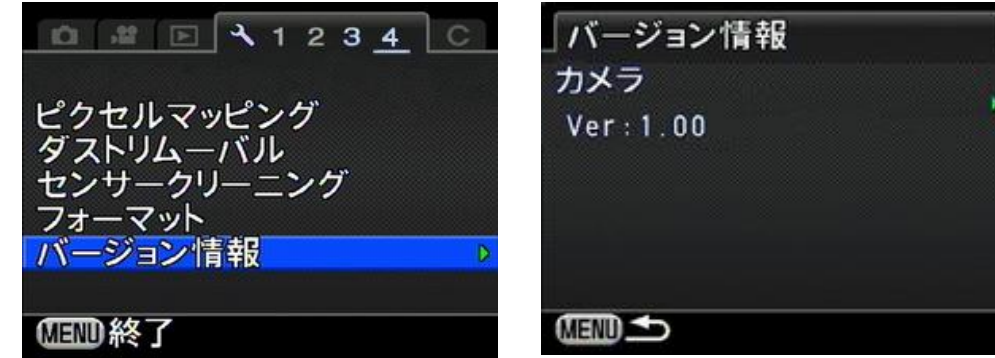 1 2 3 4 C
ピクセルマッピング
ダストリムーバル
センサークリーニング
フォーマット
バージョン情報
MENU 終了
バージョン情報
カメラ
Ver:1.00
MENU